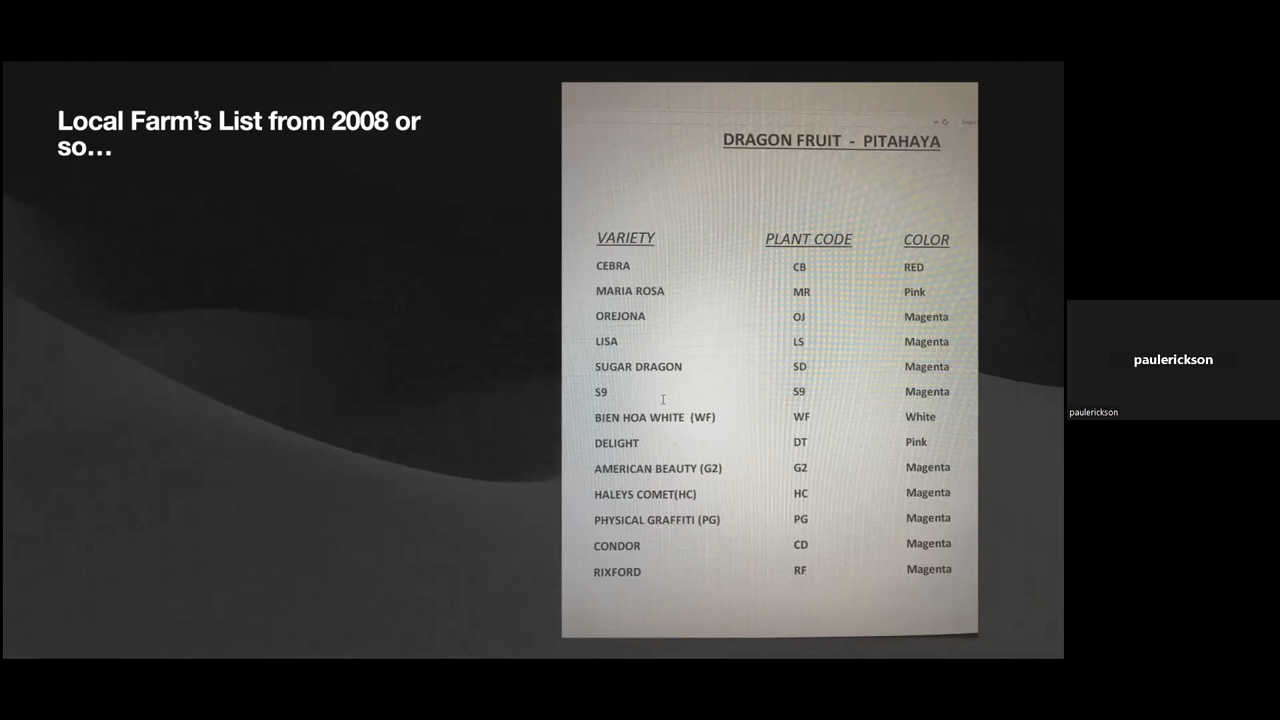 Local Farm's List from 2008 or
so...
DRAGON FRUIT - PITAHAYA
VARIETY PLANT CODE COLOR
CEBRA CB RED
MARIA ROSA MR Pink
OREJONA OJ Magenta
LISA LS Magenta
SUGAR DRAGON SD Magenta
S9 S9 Magenta
BIEN HOA WHITE (WF) WF White
DELIGHT DT Pink
AMERICAN BEAUTY (G2) G2 Magenta
HALEYS COMET(HC) HC Magenta
PHYSICAL GRAFFITI (PG) PG Magenta
CONDOR CD Magenta
RIXFORD RF Magenta
paulerickson
paulerickson